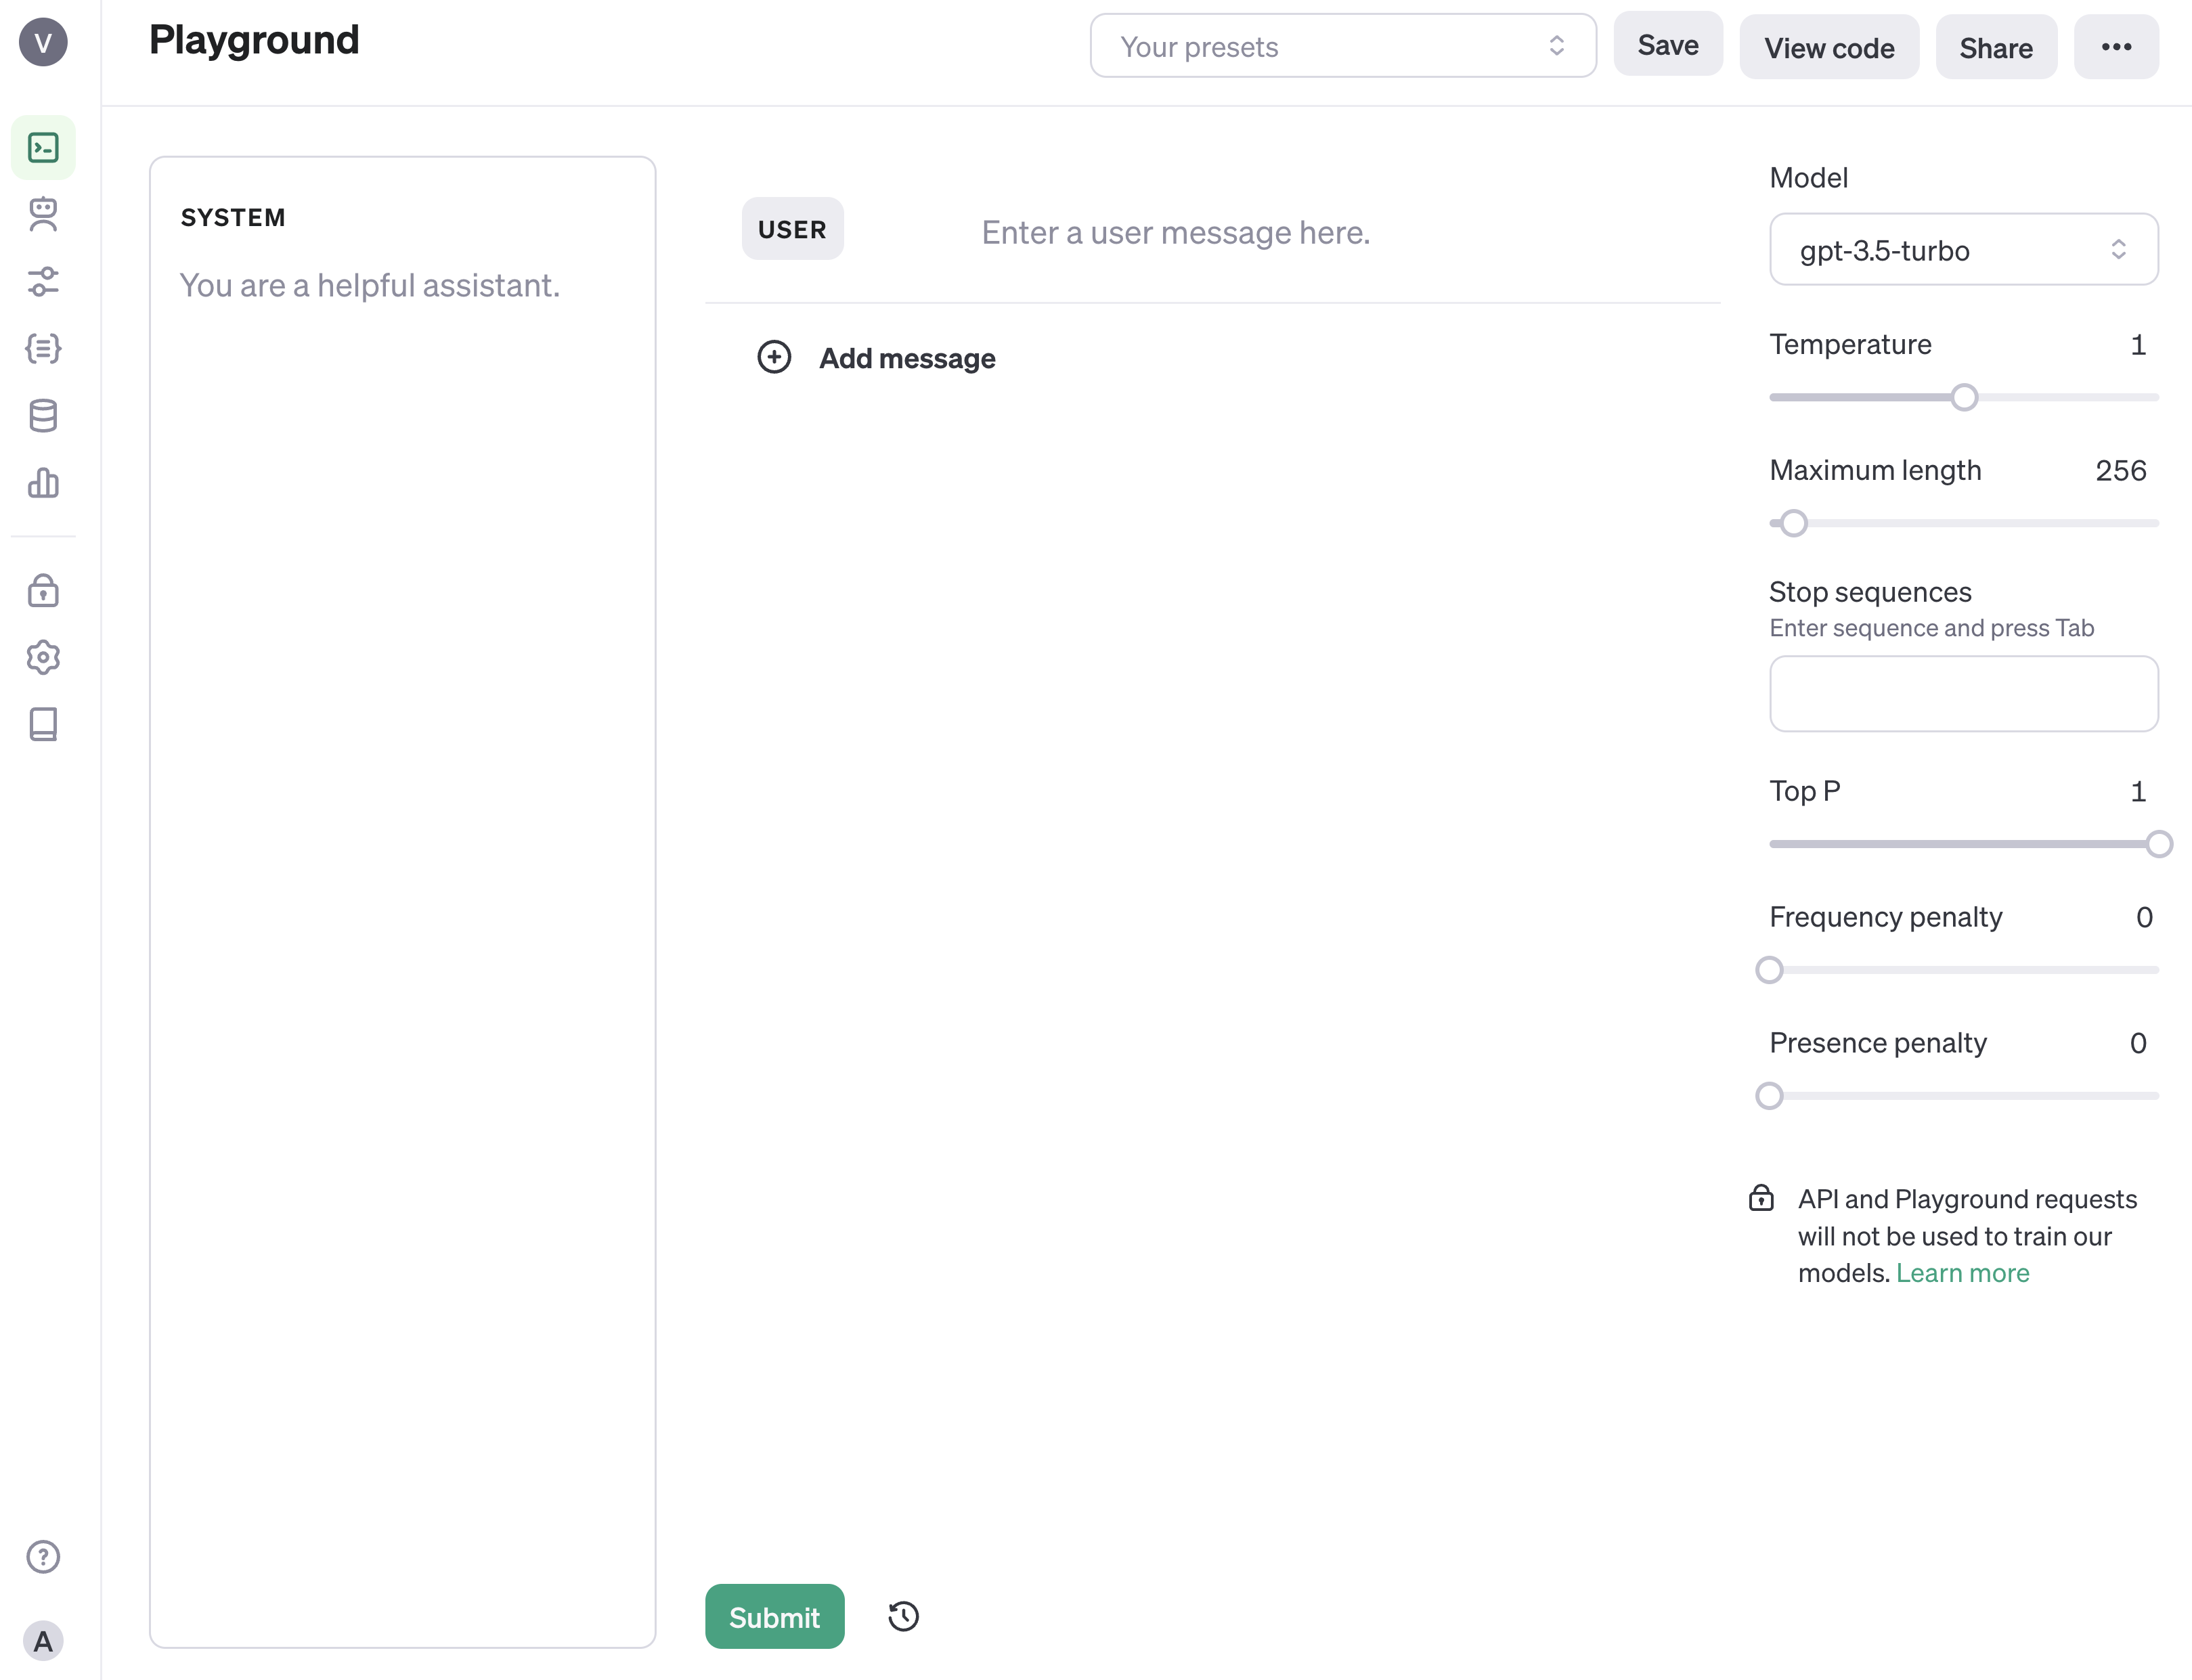 V
Playground
Your presets
Save
View code
Share
SYSTEM
You are a helpful assistant.
USER
Enter a user message here.
Add message
Submit
Model
gpt-3.5-turbo
Temperature 1
Maximum length 256
Stop sequences
Enter sequence and press Tab
Top P 1
Frequency penalty 0
Presence penalty 0
API and Playground requests
will not be used to train our
models. Learn more
A